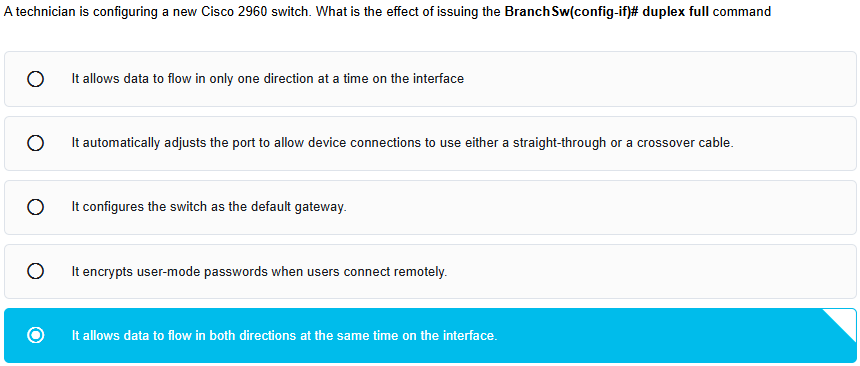 A technician is configuring a new Cisco 2960 switch. What is the effect of issuing the BranchSw(config-if)# duplex full command
It allows data to flow in only one direction at a time on the interface
It automatically adjusts the port to allow device connections to use either a straight-through or a crossover cable.
It configures the switch as the default gateway.
It encrypts user-mode passwords when users connect remotely.
It allows data to flow in both directions at the same time on the interface.